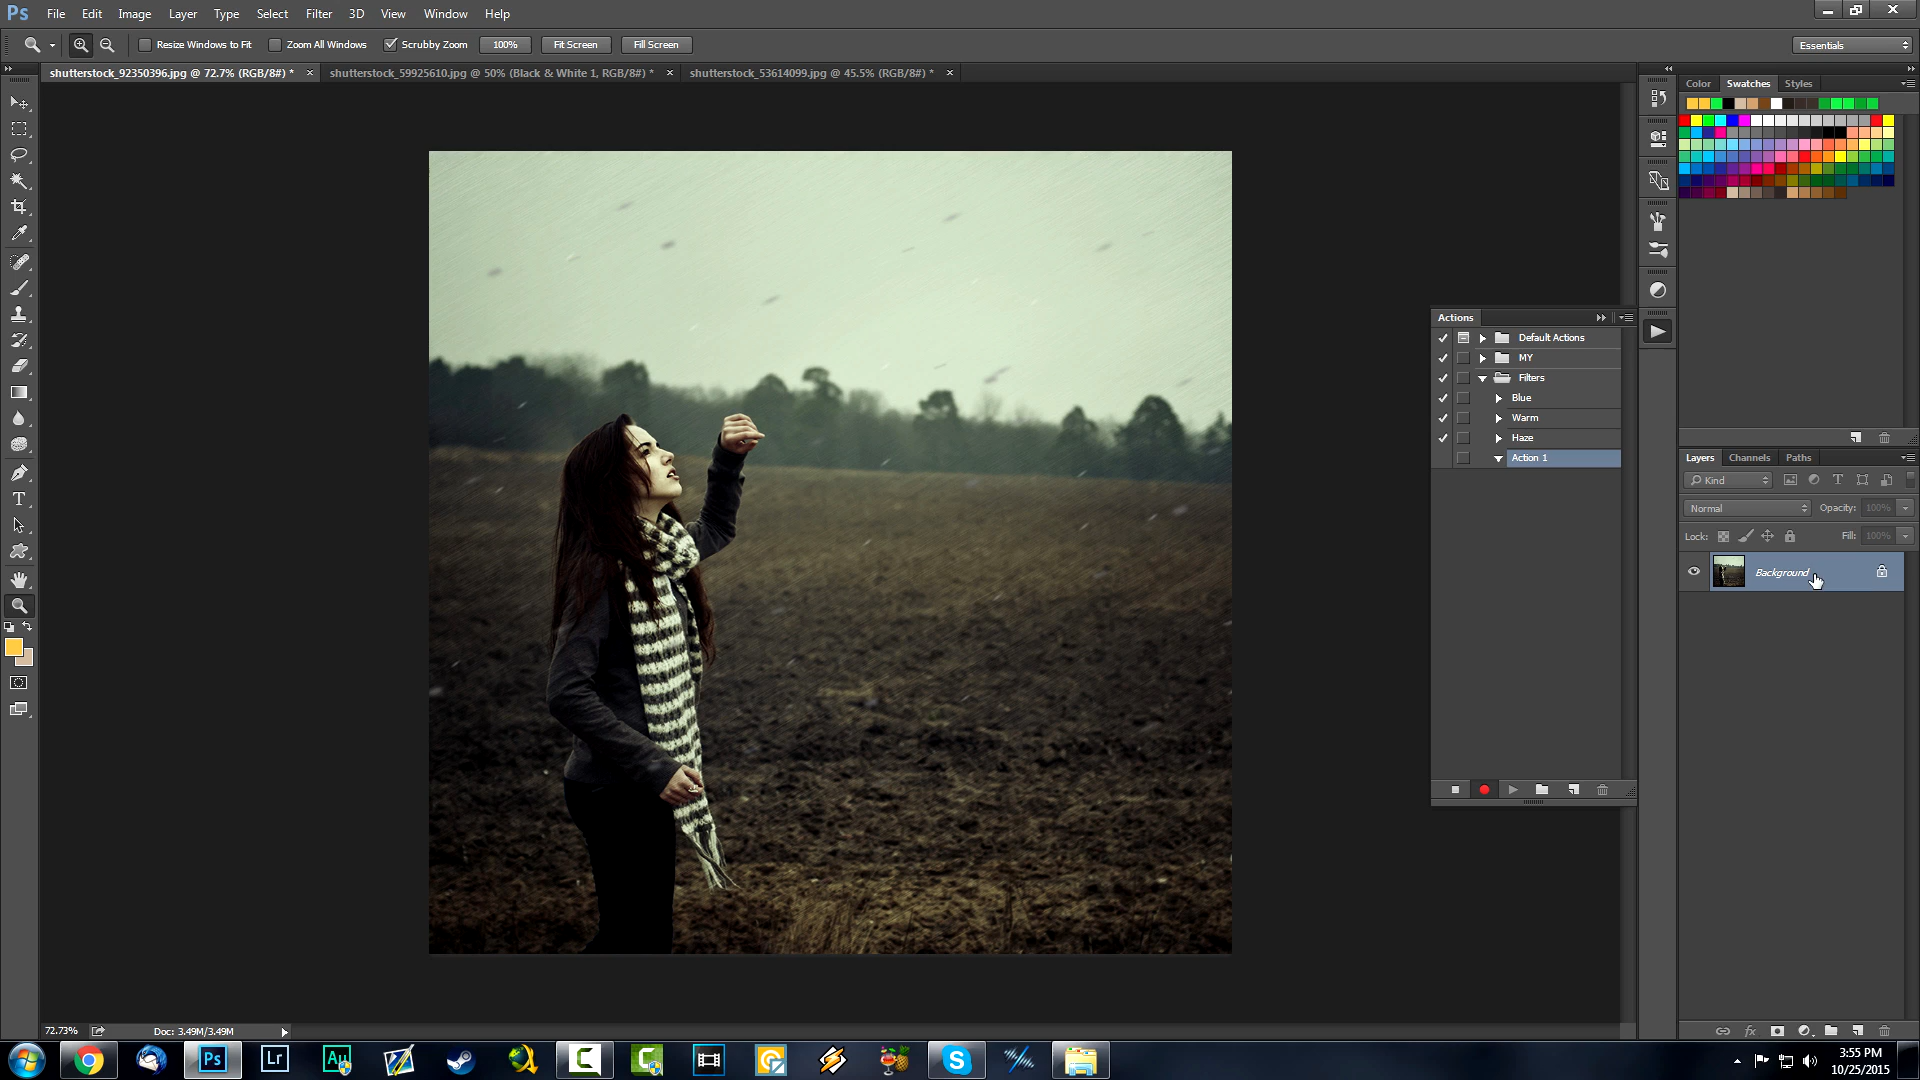 Ps File Edit Image Layer Type Select Filter 3D View Window Help
Resize Windows to Fit Zoom All Windows Scrubby Zoom 100% Fit Screen Fill Screen Essentials
shutterstock_92350396.jpg @ 72.7% (RGB/8#) * × shutterstock_59925610.jpg @ 50% (Black & White 1, RGB/8#) * × shutterstock_53614099.jpg @ 45.5% (RGB/8#) * ×
Color Swatches Styles
Actions
Default Actions
MY
Filters
Blue
Warm
Haze
Action 1
Layers Channels Paths
Kind
Normal Opacity: 100%
Lock: Fill: 100%
Background
72.73% Doc: 3.49M/3.49M
Ps Lr Au
3:55 PM
10/25/2015